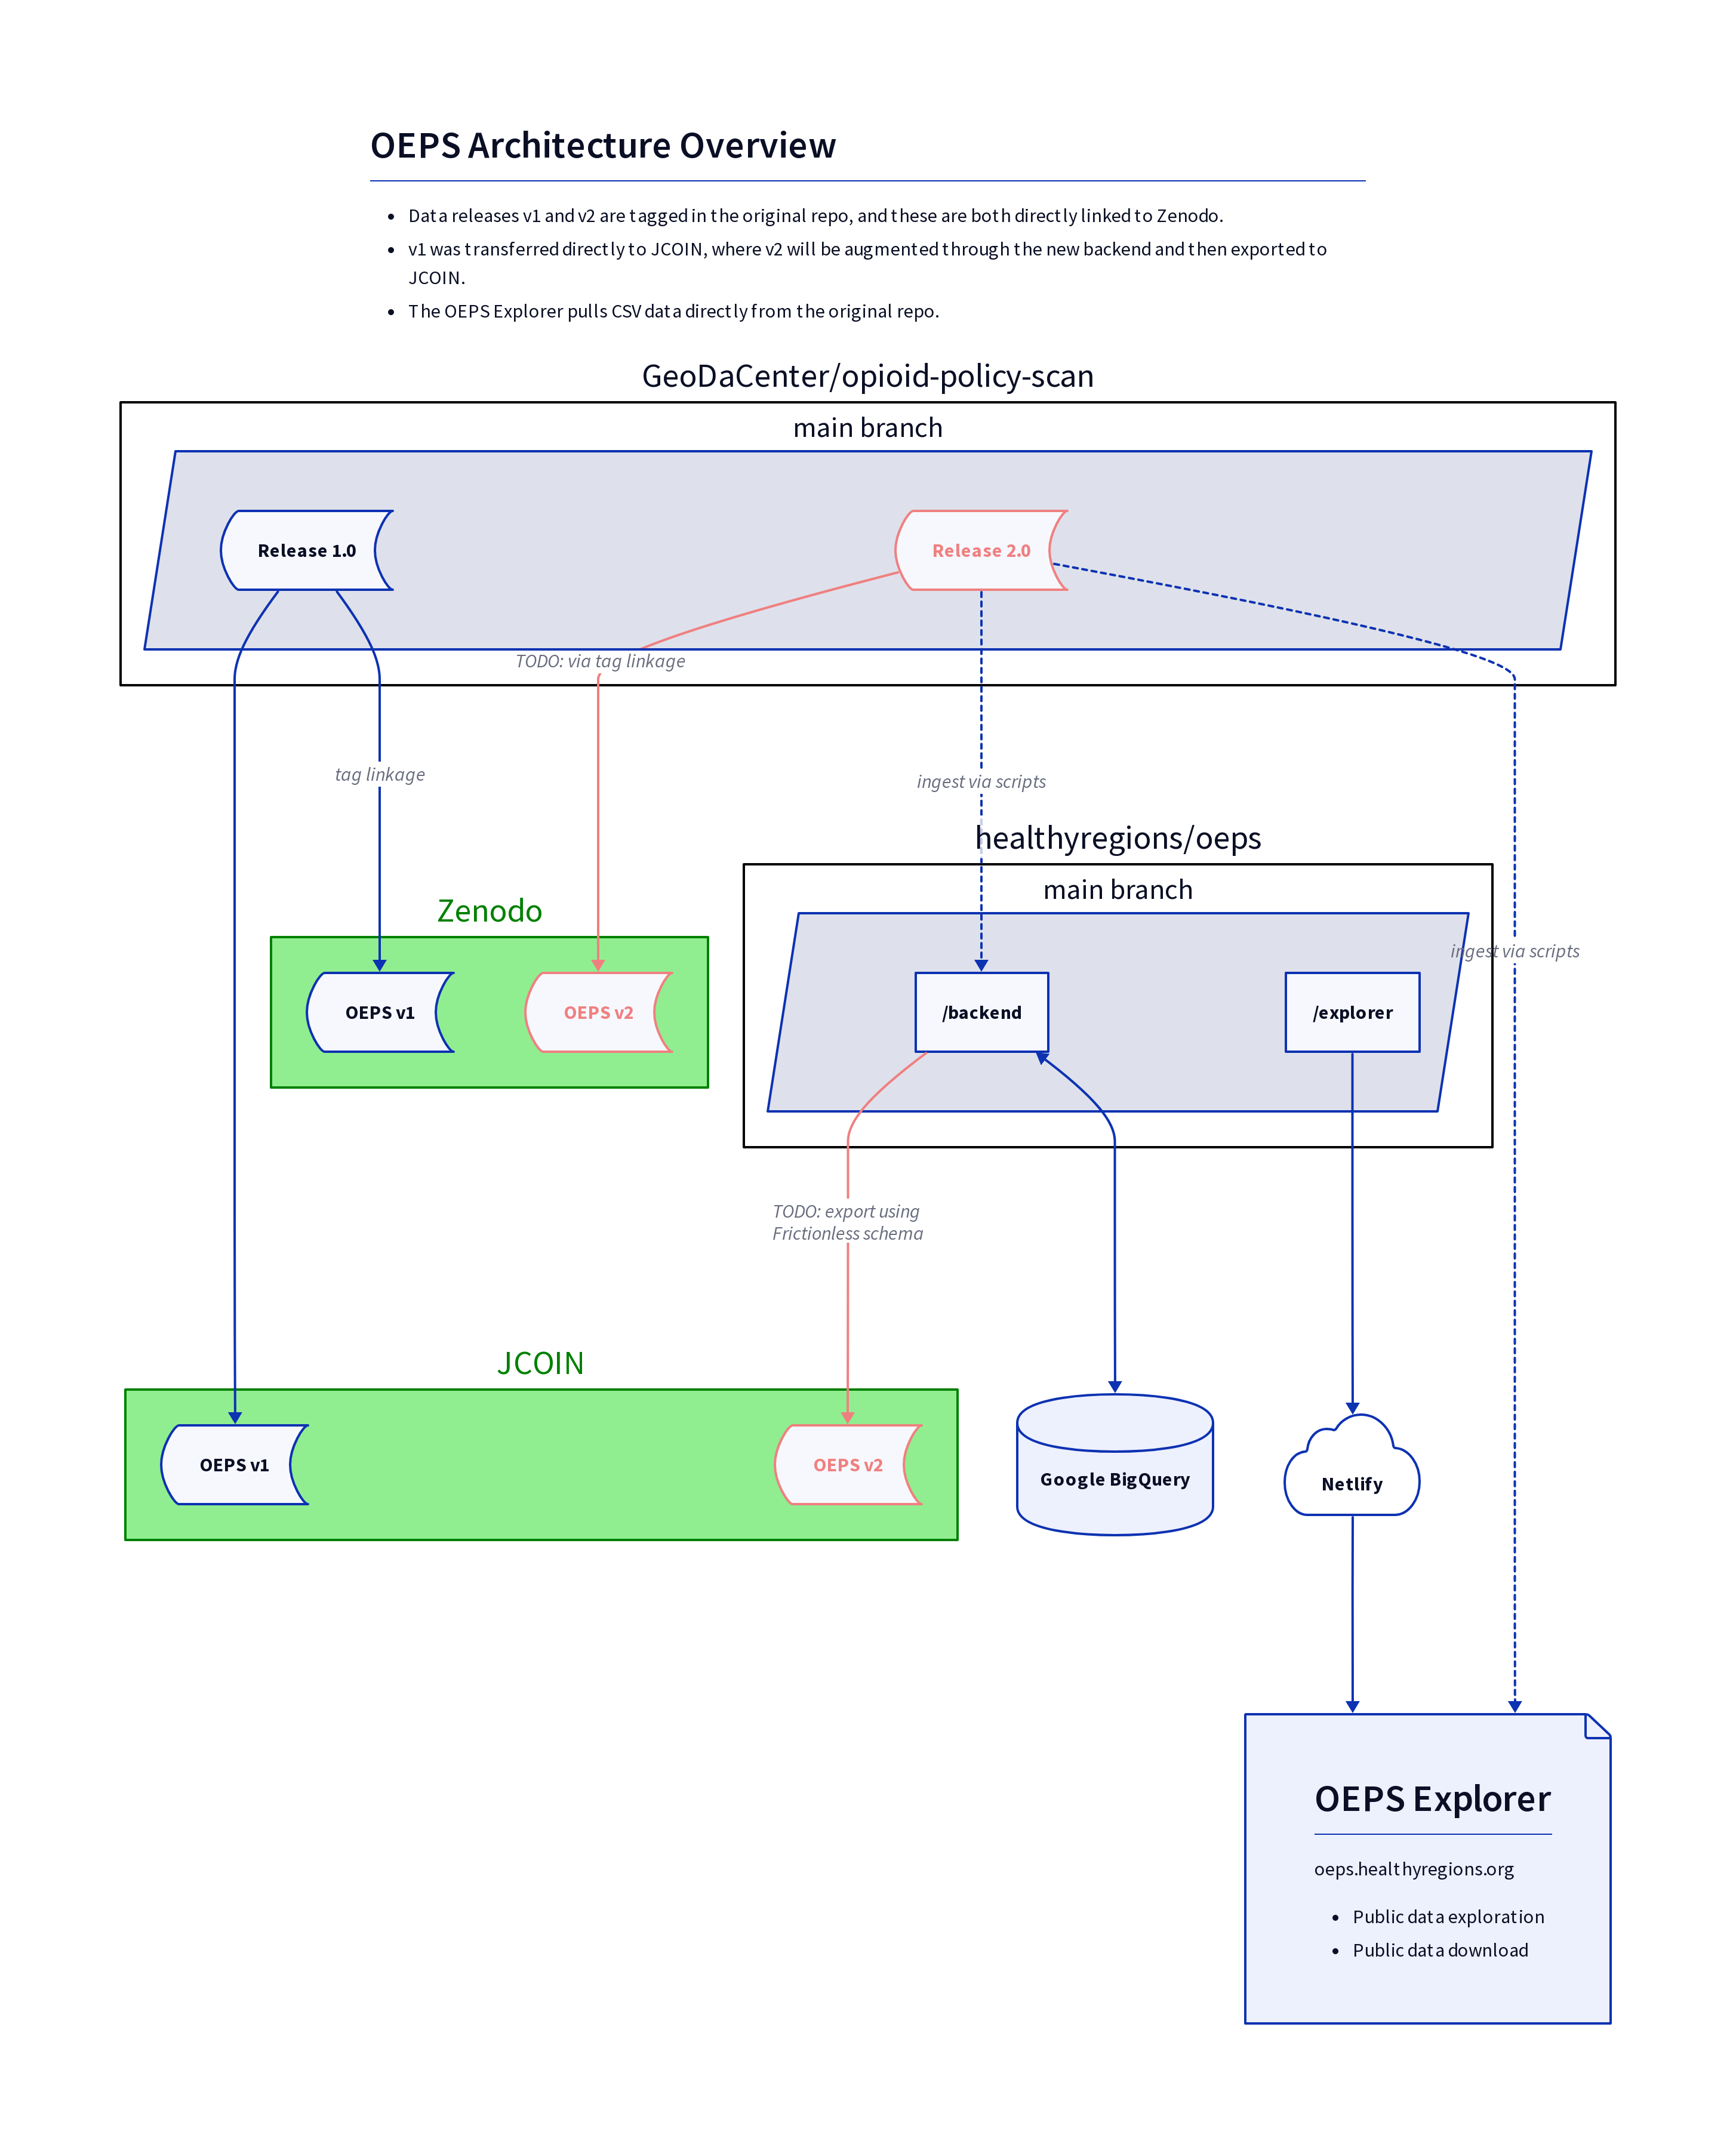 OEPS Architecture Overview
Data releases v1 and v2 are tagged in the original repo, and these are both directly linked to Zenodo.
v1 was transferred directly to JCOIN, where v2 will be augmented through the new backend and then exported to
JCOIN.
The OEPS Explorer pulls CSV data directly from the original repo.
GeoDaCenter/opioid-policy-scan
main branch
Release 1.0
Release 2.0
TODO: via tag linkage
tag linkage
ingest via scripts
healthyregions/oeps
main branch
Zenodo
ingest via scripts
OEPS v1
OEPS v2
/backend
/explorer
TODO: export using
Frictionless schema
JCOIN
OEPS v1
OEPS v2
Google BigQuery
Netlify
OEPS Explorer
oeps.healthyregions.org
Public data exploration
Public data download